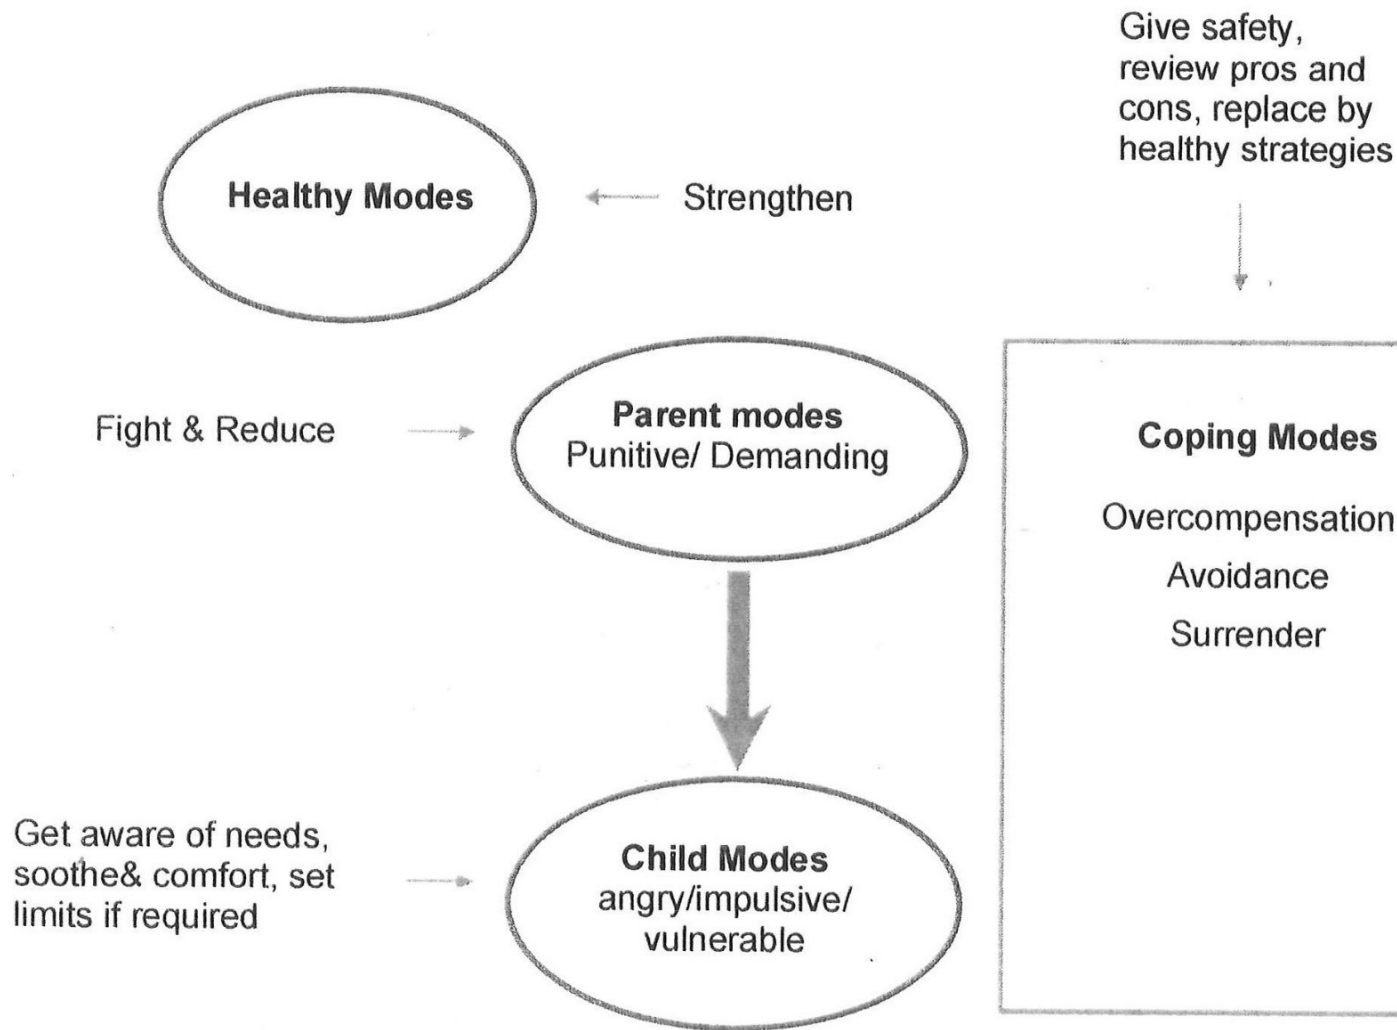 Give safety,
review pros and
cons, replace by
healthy strategies
Healthy Modes
Strengthen
Fight & Reduce
Parent modes
Punitive/ Demanding
Coping Modes
Overcompensation
Avoidance
Surrender
Get aware of needs,
soothe& comfort, set
limits if required
Child Modes
angry/impulsive/
vulnerable